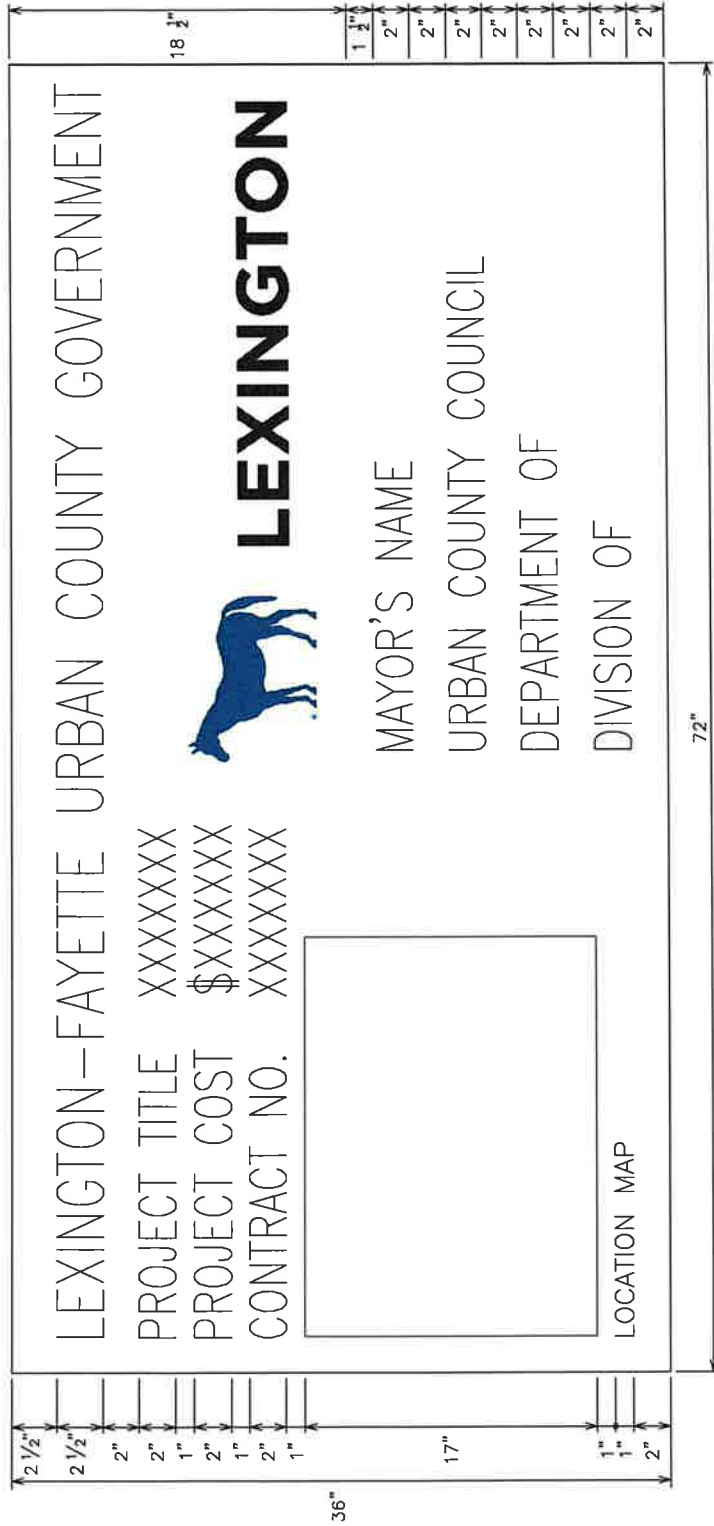 LEXINGTON-FAYETTE URBAN COUNTY GOVERNMENT
PROJECT TITLE XXXXXXX
PROJECT COST $XXXXXX
CONTRACT NO. XXXXXXX
LEXINGTON
MAYOR'S NAME
URBAN COUNTY COUNCIL
DEPARTMENT OF
DIVISION OF
LOCATION MAP
2 1/2"
2 1/2"
2"
2"
1"
2"
1"
2"
1"
17"
1"
1"
2"
36"
18 1/2"
1 1/2"
2"
2"
2"
2"
2"
2"
2"
2"
72"